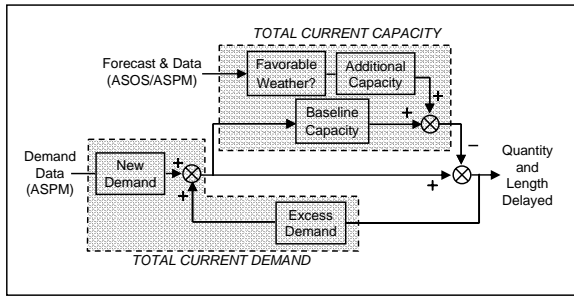 TOTAL CURRENT CAPACITY
Forecast & Data
(ASOS/ASPM)
Favorable
Weather?
Additional
Capacity
+
Baseline
Capacity
+
−
Demand
Data
(ASPM)
New
Demand
+
+
+
Quantity
and
Length
Delayed
Excess
Demand
TOTAL CURRENT DEMAND